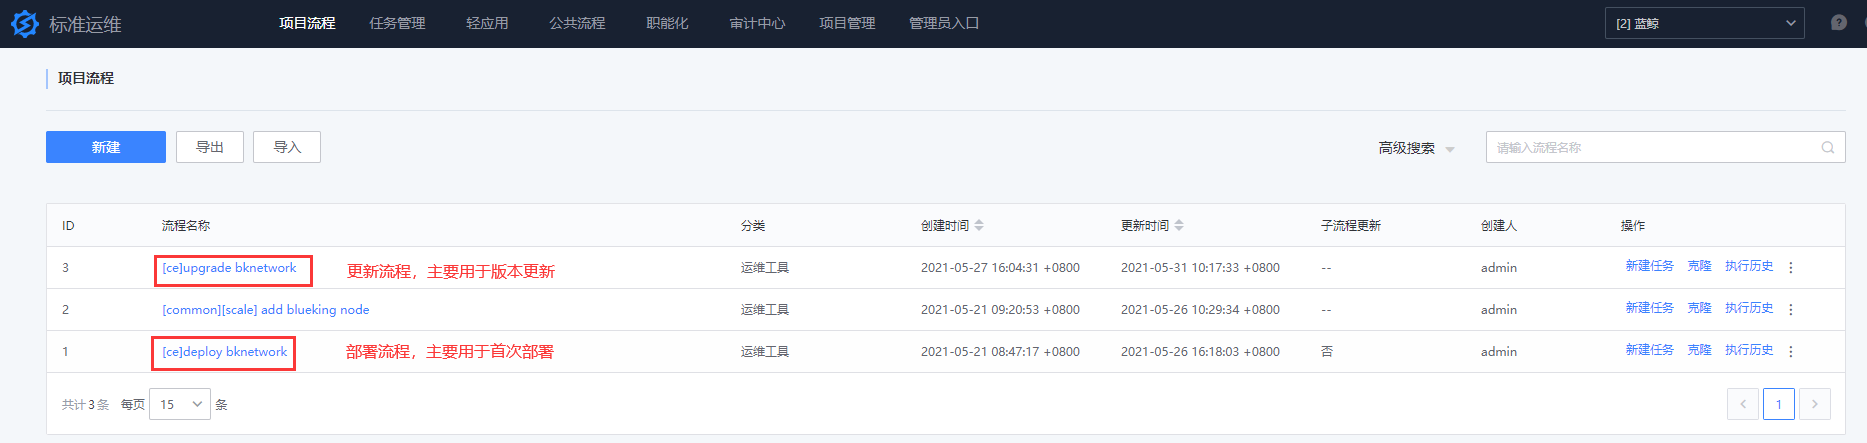 标准运维 项目流程 任务管理 轻应用 公共流程 职能化 审计中心 项目管理 管理员入口 [2] 蓝鲸 ?
项目流程
新建 导出 导入 高级搜索 请输入流程名称
ID 流程名称 分类 创建时间 更新时间 子流程更新 创建人 操作
3 [ce]upgrade bknetwork 更新流程，主要用于版本更新 运维工具 2021-05-27 16:04:31 +0800 2021-05-31 10:17:33 +0800 -- admin 新建任务 克隆 执行历史
2 [common][scale] add blueking node 运维工具 2021-05-21 09:20:53 +0800 2021-05-26 10:29:34 +0800 -- admin 新建任务 克隆 执行历史
1 [ce]deploy bknetwork 部署流程，主要用于首次部署 运维工具 2021-05-21 08:47:17 +0800 2021-05-26 16:18:03 +0800 否 admin 新建任务 克隆 执行历史
共计 3 条 每页 15 条 1